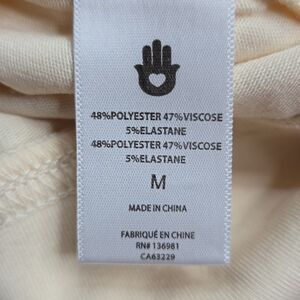 48%POLYESTER 47%VISCOSE
5%ELASTANE
48%POLYESTER 47%VISCOSE
5%ELASTANE
M
MADE IN CHINA
FABRIQUÉ EN CHINE
RN# 136981
CA63229